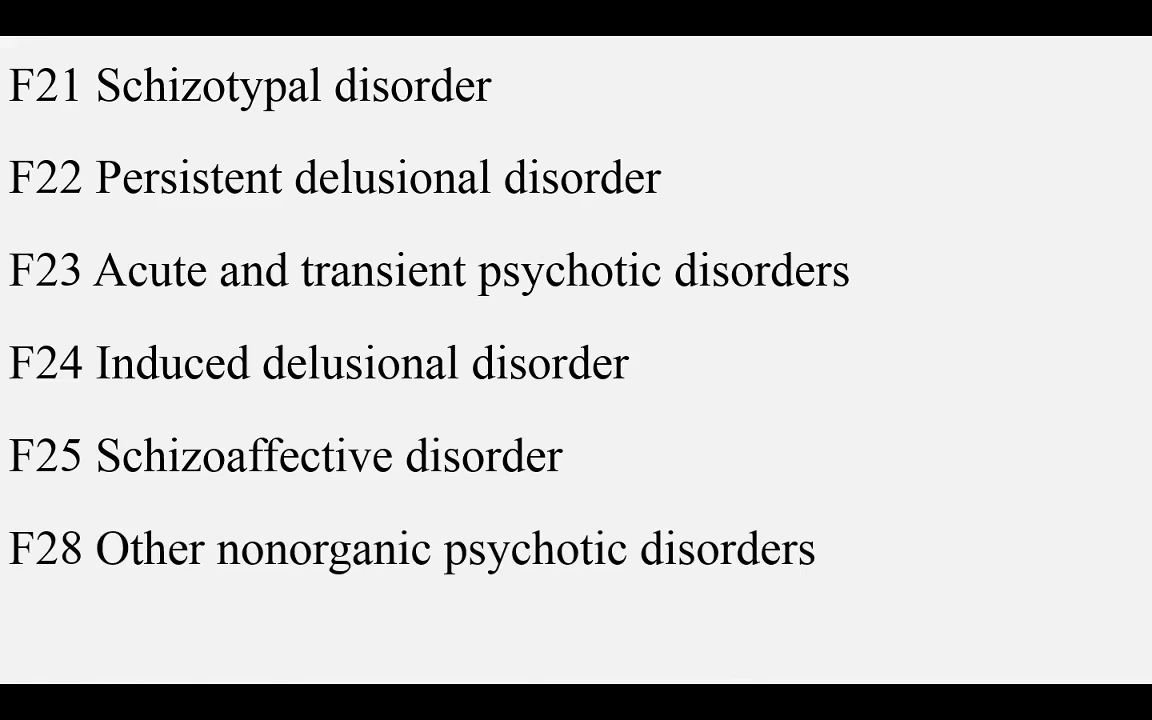 F21 Schizotypal disorder
F22 Persistent delusional disorder
F23 Acute and transient psychotic disorders
F24 Induced delusional disorder
F25 Schizoaffective disorder
F28 Other nonorganic psychotic disorders